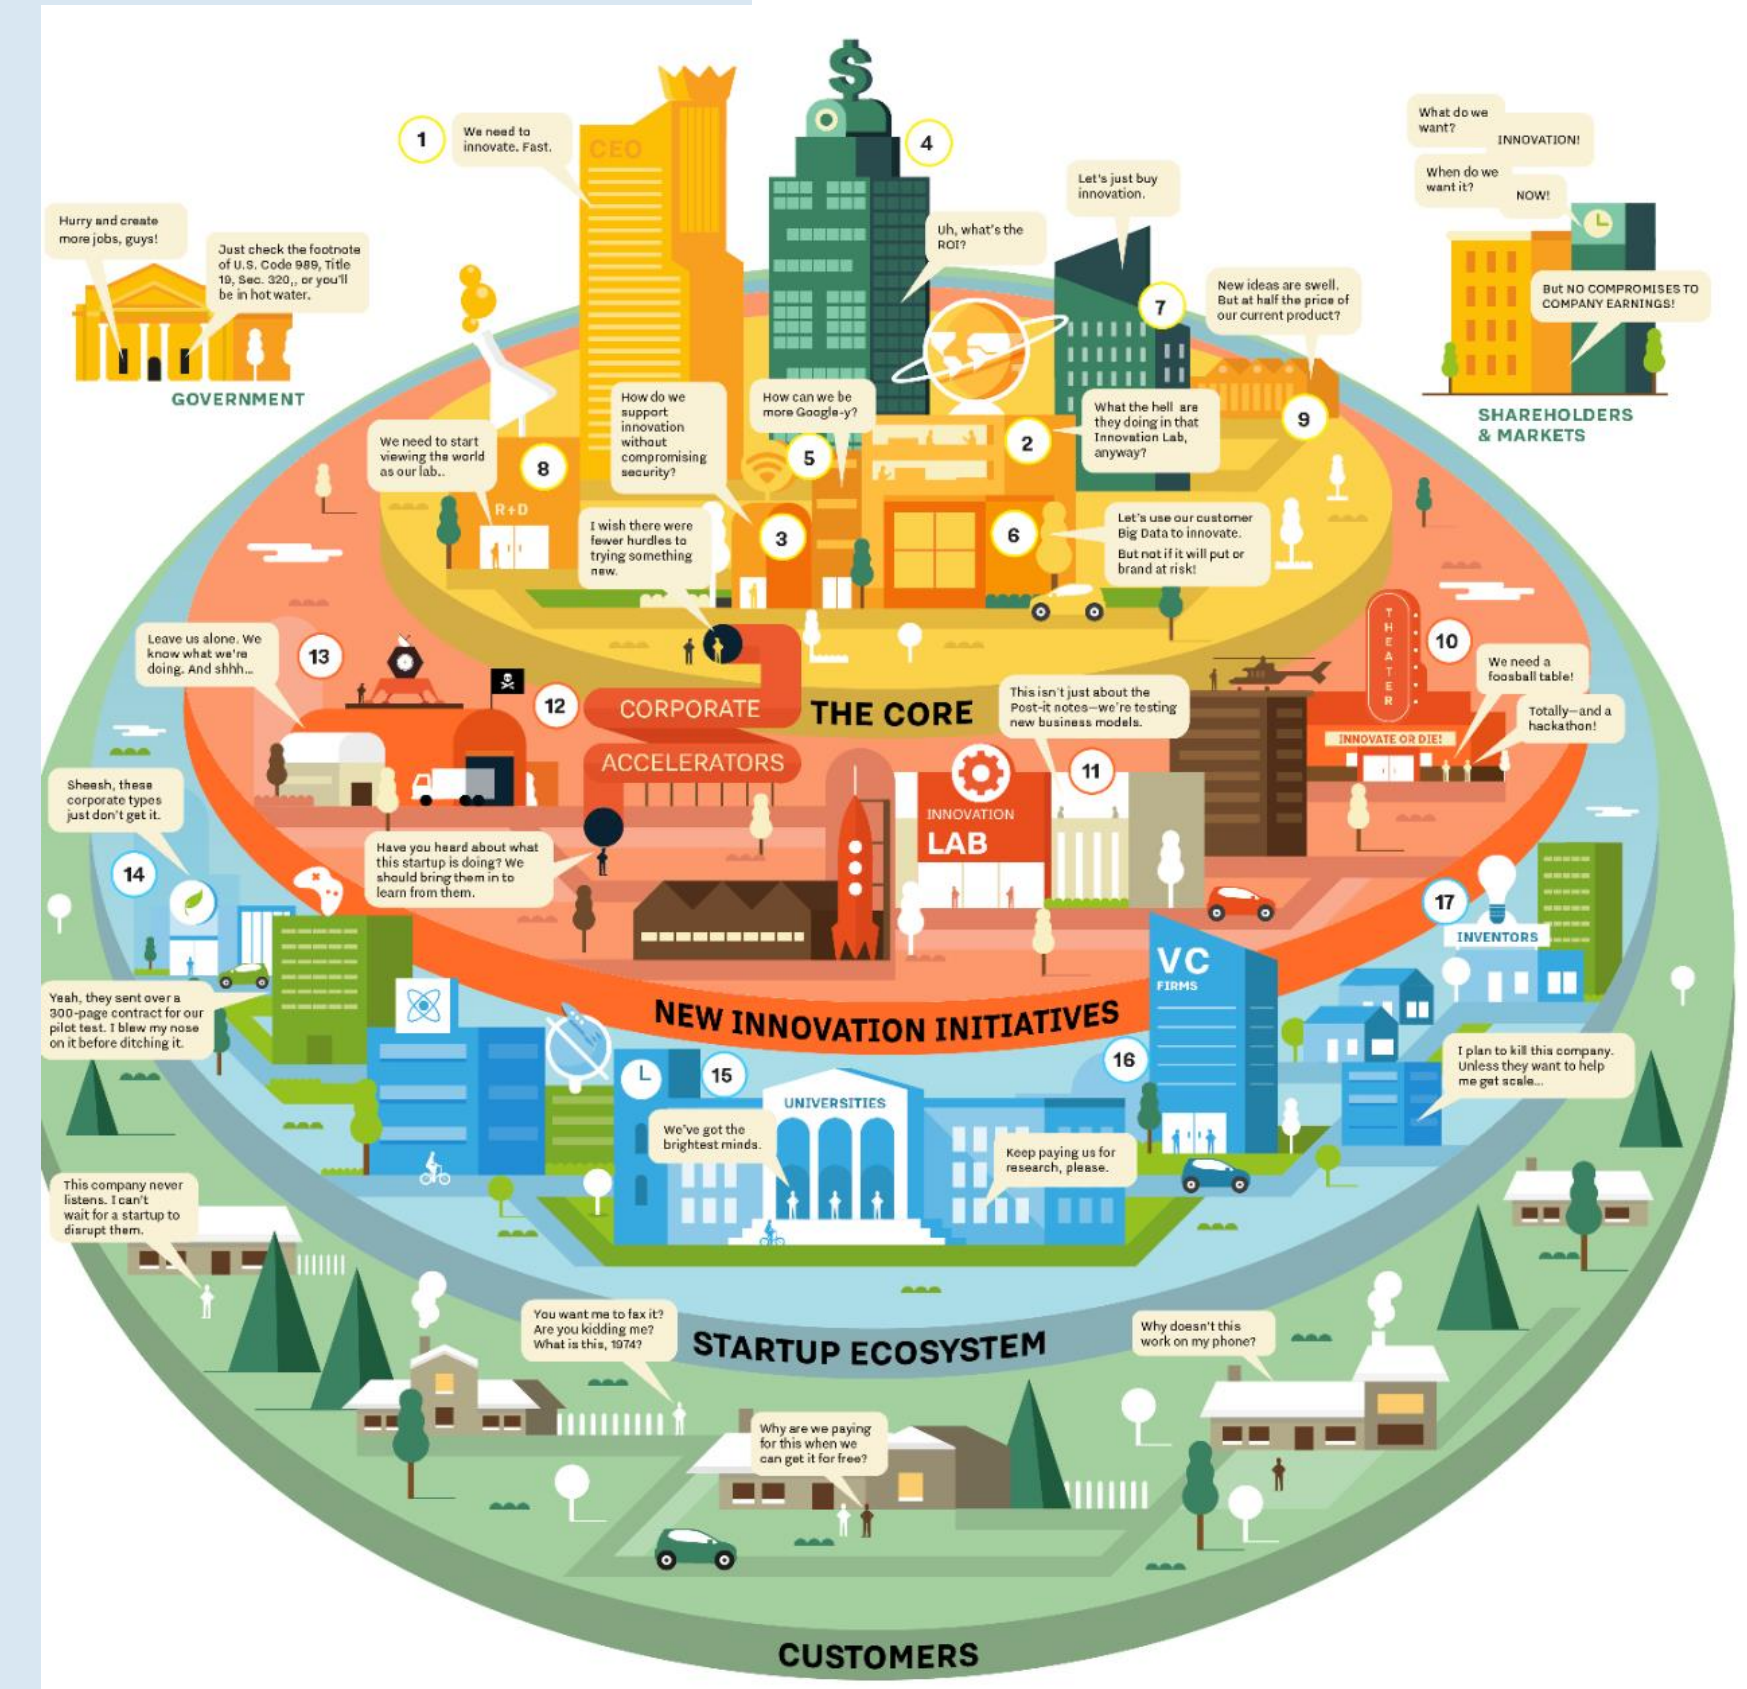 1
We need to
innovate. Fast.
CEO
$
4
What do we
want?
INNOVATION!
When do we
want it?
NOW!
But NO COMPROMISES TO
COMPANY EARNINGS!
SHAREHOLDERS
& MARKETS
Hurry and create
more jobs, guys!
Just check the footnote
of U.S. Code 989, Title
19, Sec. 320,, or you'll
be in hot water.
GOVERNMENT
Let's just buy
innovation.
Uh, what's the
ROI?
7
New ideas are swell.
But at half the price of
our current product?
9
How do we
support
innovation
without
compromising
security?
How can we be
more Google-y?
What the hell are
they doing in that
Innovation Lab,
anyway?
2
5
We need to start
viewing the world
as our lab..
8
R+D
I wish there were
fewer hurdles to
trying something
new.
3
6
Let's use our customer
Big Data to innovate.
But not if it will put or
brand at risk!
THE CORE
Leave us alone. We
know what we're
doing. And shhh...
13
12
CORPORATE
ACCELERATORS
This isn't just about the
Post-it notes—we're testing
new business models.
11
THEATER
10
We need a
foosball table!
Totally—and a
hackathon!
INNOVATE OR DIE!
INNOVATION
LAB
Have you heard about what
this startup is doing? We
should bring them in to
learn from them.
NEW INNOVATION INITIATIVES
Sheesh, these
corporate types
just don't get it.
14
Yeah, they sent over a
300-page contract for our
pilot test. I blew my nose
on it before ditching it.
17
INVENTORS
VC
FIRMS
16
I plan to kill this company.
Unless they want to help
me get scale...
15
UNIVERSITIES
We've got the
brightest minds.
Keep paying us for
research, please.
STARTUP ECOSYSTEM
This company never
listens. I can't
wait for a startup to
disrupt them.
You want me to fax it?
Are you kidding me?
What is this, 1974?
Why doesn't this
work on my phone?
Why are we paying
for this when we
can get it for free?
CUSTOMERS